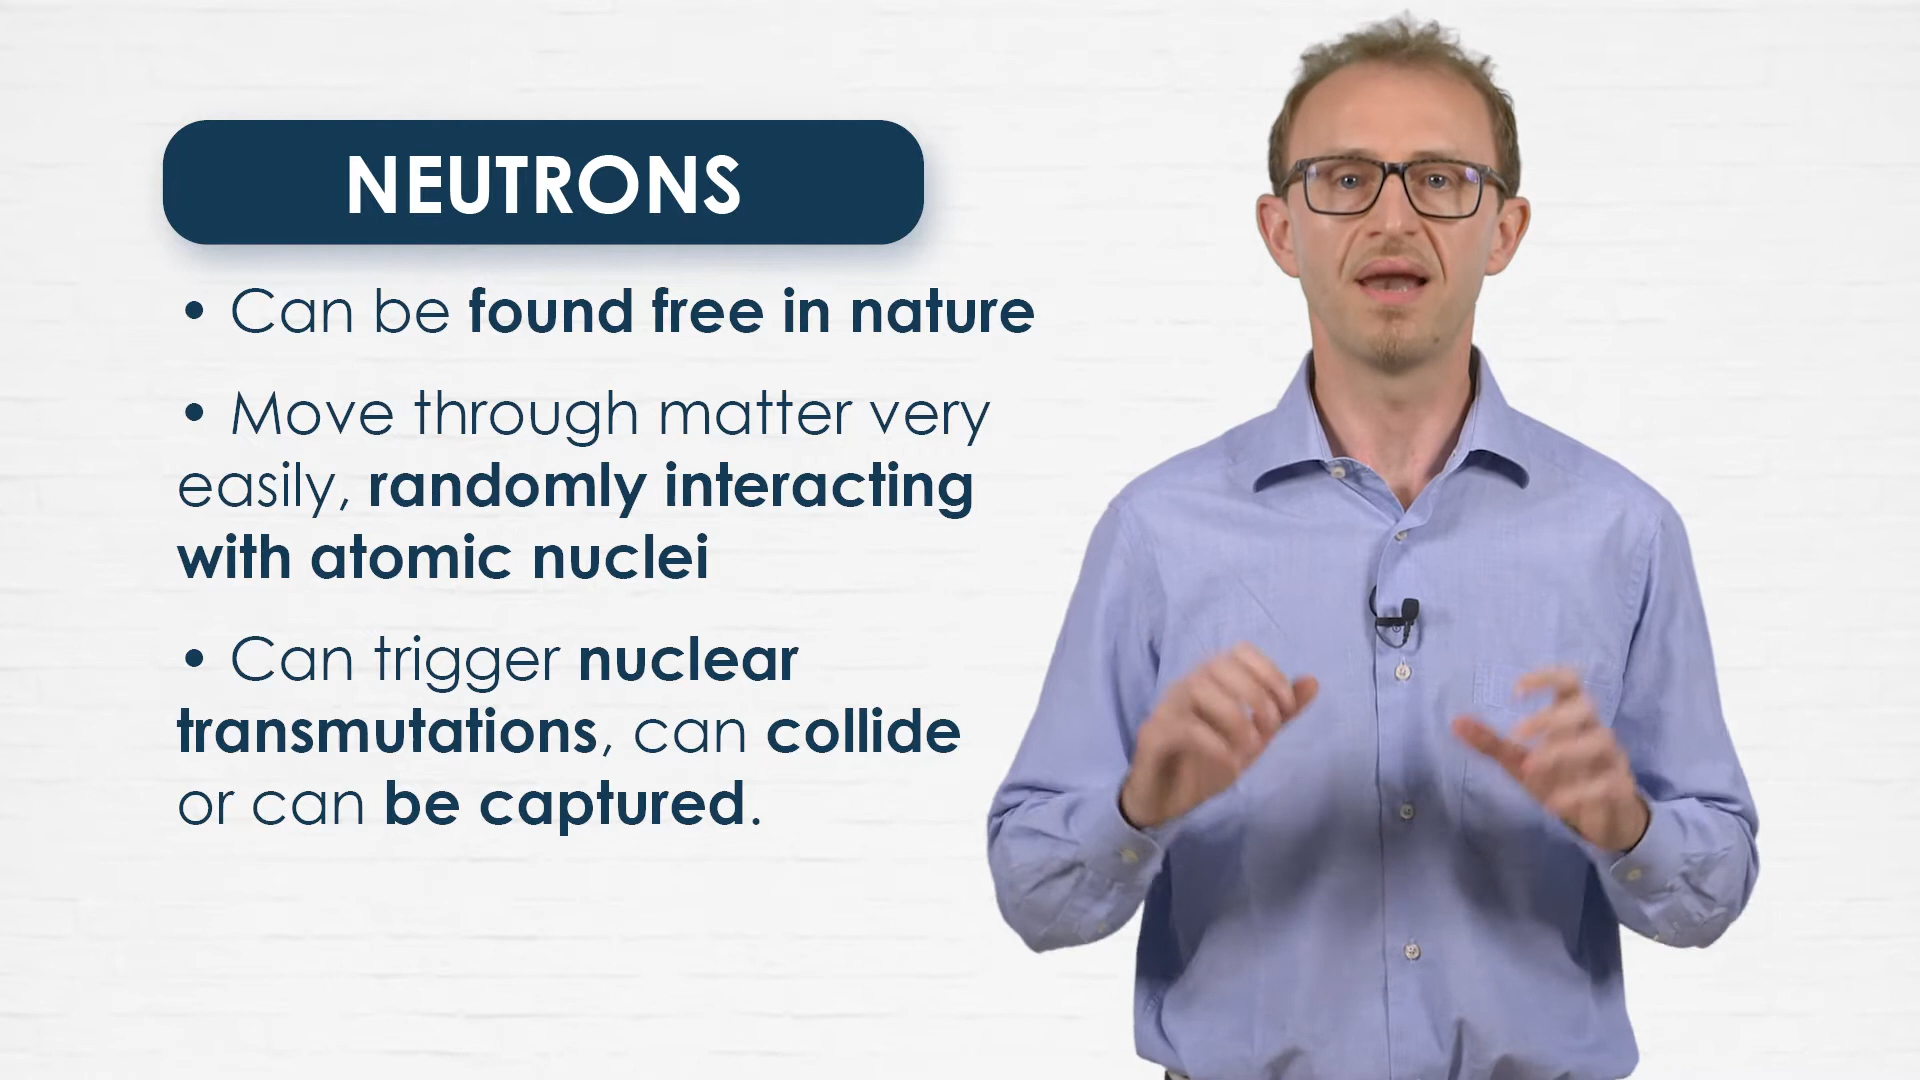 NEUTRONS
• Can be found free in nature
• Move through matter very
easily, randomly interacting
with atomic nuclei
• Can trigger nuclear
transmutations, can collide
or can be captured.